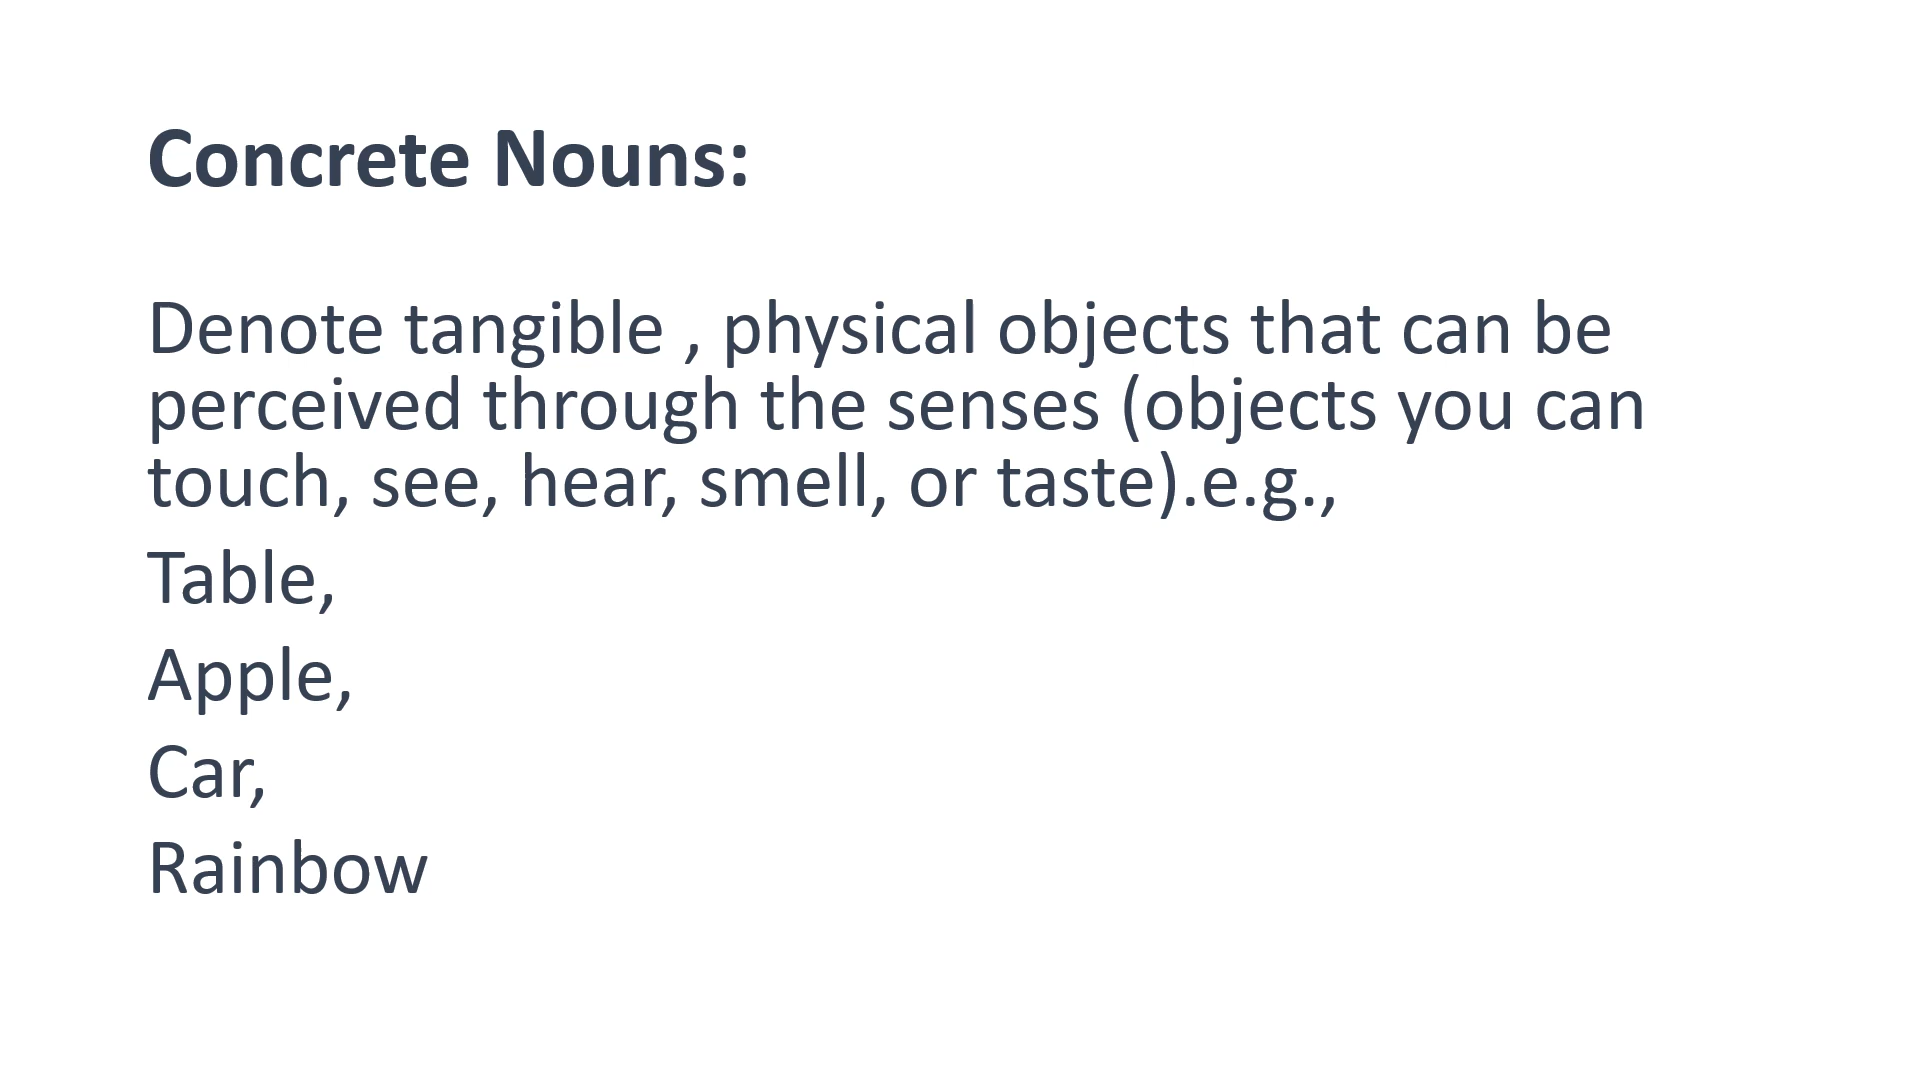 Concrete Nouns:
Denote tangible , physical objects that can be
perceived through the senses (objects you can
touch, see, hear, smell, or taste).e.g.,
Table,
Apple,
Car,
Rainbow